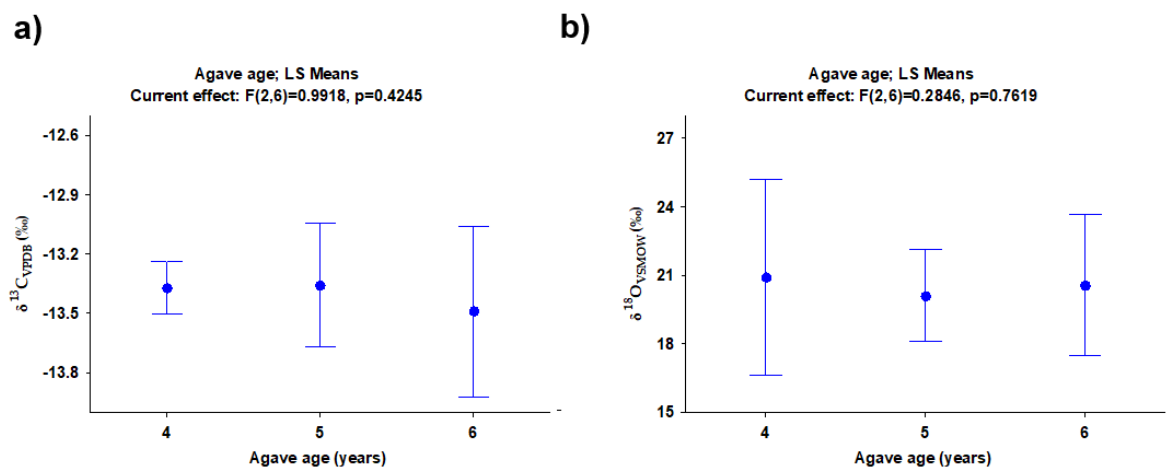 a)
Agave age; LS Means
Current effect: F(2,6)=0.9918, p=0.4245
-12.6
-12.9
-13.2
-13.5
-13.8
δ ¹³C_VPDB (‰)
4 5 6
Agave age (years)
b)
Agave age; LS Means
Current effect: F(2,6)=0.2846, p=0.7619
27
24
21
18
15
δ ¹⁸O_VSMOW (‰)
4 5 6
Agave age (years)